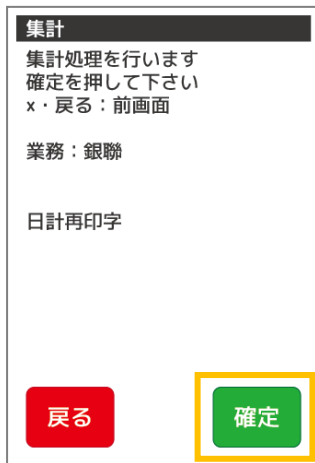 集計
集計処理を行います
確定を押して下さい
x・戻る：前画面
業務：銀聯
日計再印字
戻る
確定